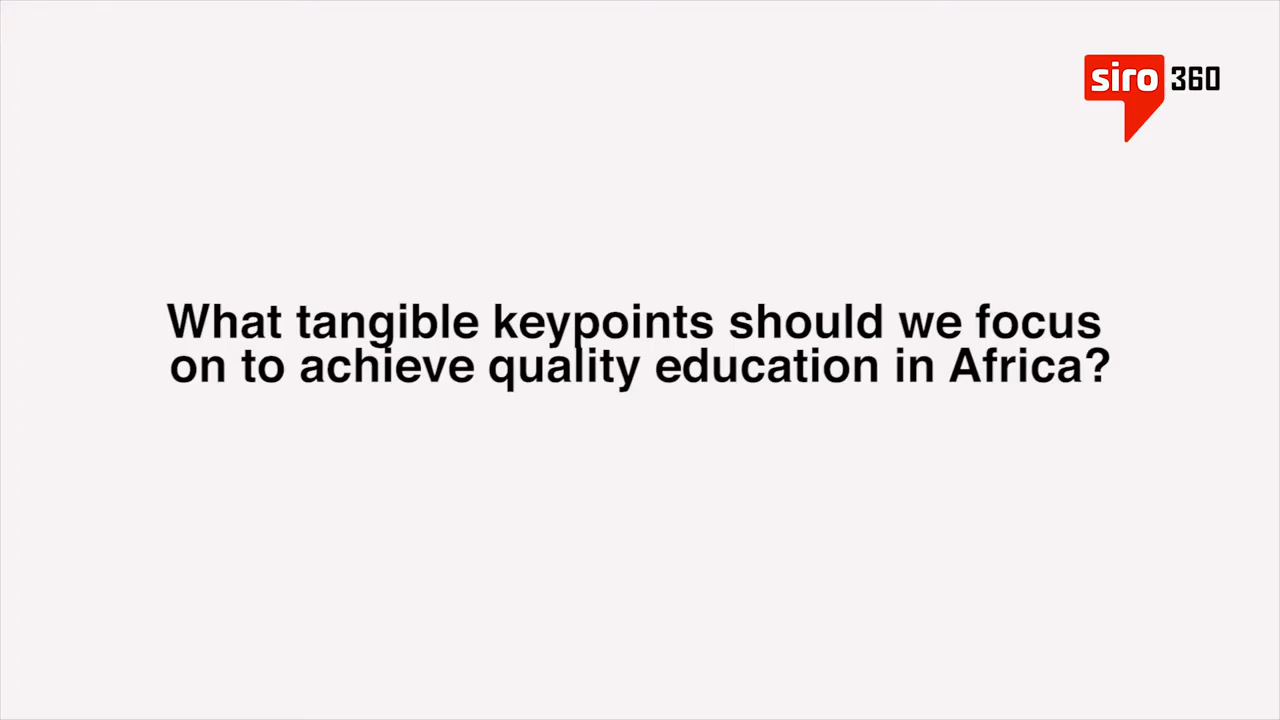 siro 360
What tangible keypoints should we focus
on to achieve quality education in Africa?